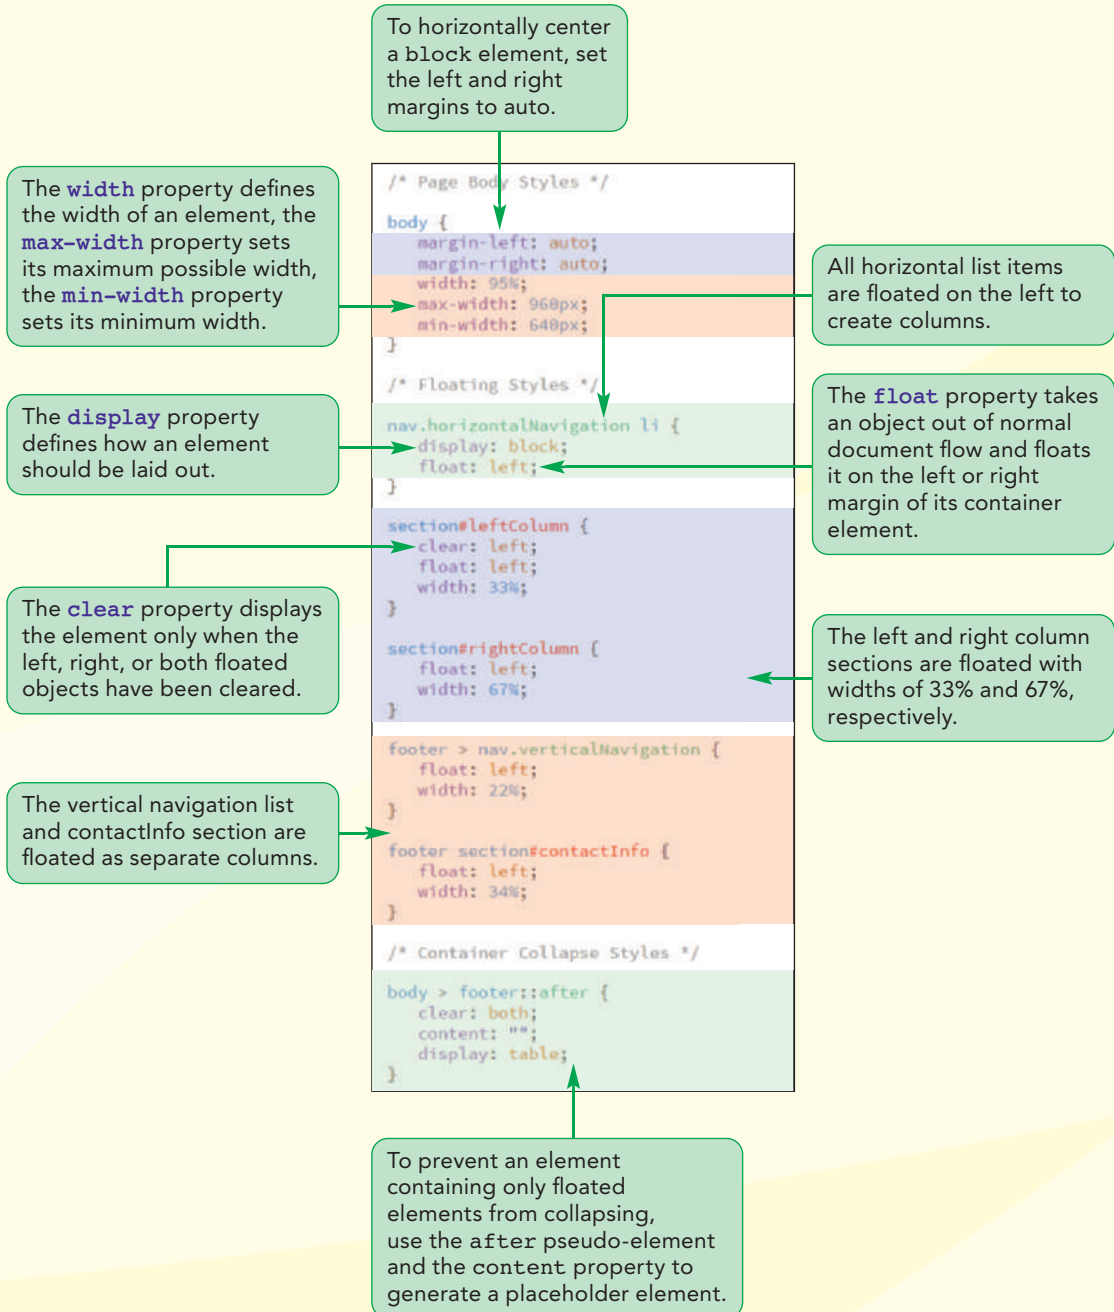 To horizontally center
a block element, set
the left and right
margins to auto.
The width property defines
the width of an element, the
max-width property sets
its maximum possible width,
the min-width property
sets its minimum width.
/* Page Body Styles */
body {
margin-left: auto;
margin-right: auto;
width: 95%;
max-width: 960px;
min-width: 640px;
}
All horizontal list items
are floated on the left to
create columns.
/* Floating Styles */
The display property
defines how an element
should be laid out.
nav.horizontalNavigation li {
display: block;
float: left;
}
The float property takes
an object out of normal
document flow and floats
it on the left or right
margin of its container
element.
section#leftColumn {
clear: left;
float: left;
width: 33%;
}
The clear property displays
the element only when the
left, right, or both floated
objects have been cleared.
section#rightColumn {
float: left;
width: 67%;
}
The left and right column
sections are floated with
widths of 33% and 67%,
respectively.
footer > nav.verticalNavigation {
float: left;
width: 22%;
}
The vertical navigation list
and contactInfo section are
floated as separate columns.
footer section#contactInfo {
float: left;
width: 34%;
}
/* Container Collapse Styles */
body > footer::after {
clear: both;
content: "";
display: table;
}
To prevent an element
containing only floated
elements from collapsing,
use the after pseudo-element
and the content property to
generate a placeholder element.